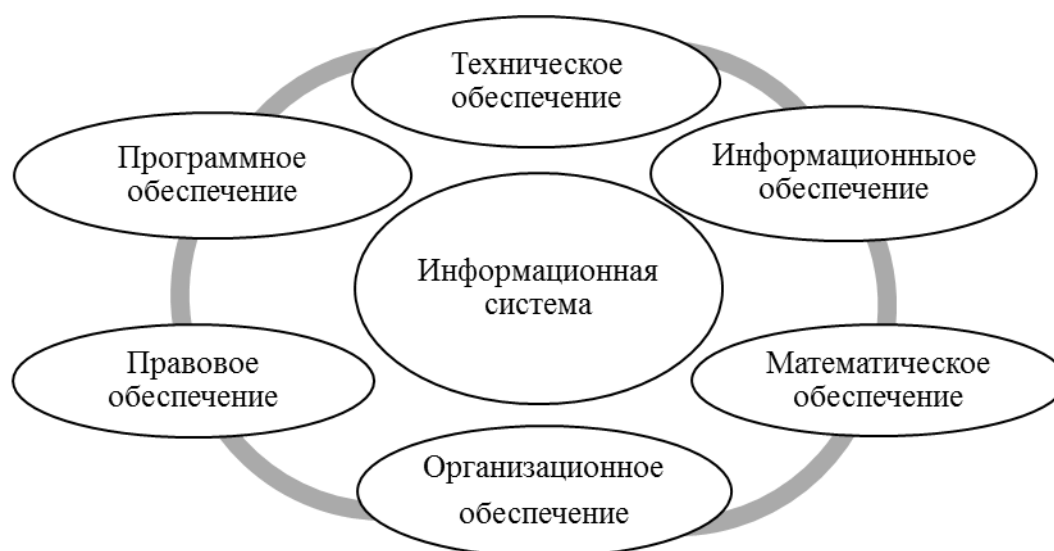 Техническое
обеспечение
Программное
обеспечение
Информационныое
обеспечение
Информационная
система
Правовое
обеспечение
Математическое
обеспечение
Организационное
обеспечение